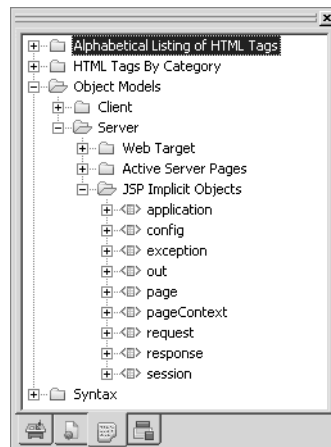 Alphabetical Listing of HTML Tags
HTML Tags By Category
Object Models
Client
Server
Web Target
Active Server Pages
JSP Implicit Objects
application
config
exception
out
page
pageContext
request
response
session
Syntax